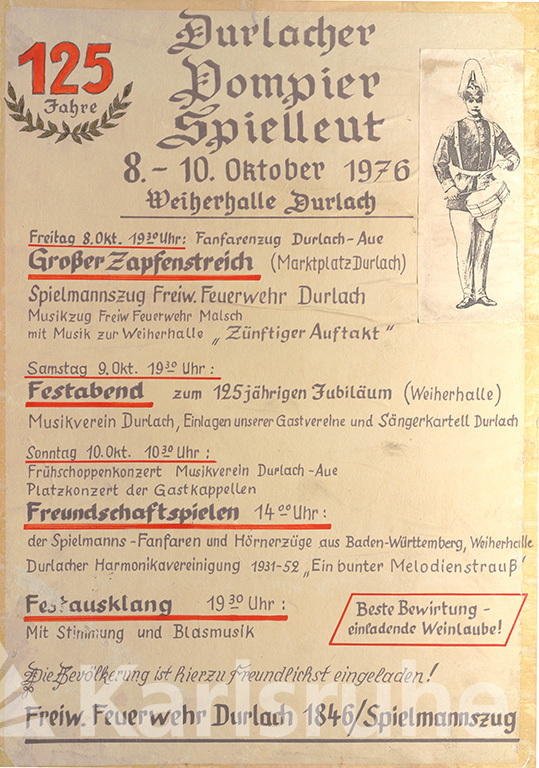 125
Jahre
Durlacher
Pompier
Spielleut
8. - 10. Oktober 1976
Weiherhalle Durlach
Freitag 8. Okt. 19³⁰ Uhr: Fanfarenzug Durlach - Aue
Großer Zapfenstreich (Marktplatz Durlach)
Spielmannszug Freiw. Feuerwehr Durlach
Musikzug Freiw Feuerwehr Malsch
mit Musik zur Weiherhalle „Zünftiger Auftakt"
Samstag 9. Okt. 19³⁰ Uhr:
Festabend zum 125jährigen Jubiläum (Weiherhalle)
Musikverein Durlach, Einlagen unserer Gastvereine und Sängerkartell Durlach
Sonntag 10. Okt. 10³⁰ Uhr:
Frühschoppenkonzert Musikverein Durlach - Aue
Platzkonzert der Gastkappellen
Freundschaftspielen 14⁰⁰ Uhr:
der Spielmanns - Fanfaren und Hörnerzüge aus Baden-Württemberg, Weiherhalle
Durlacher Harmonikavereinigung 1931-52 „Ein bunter Melodienstrauß"
Festausklang 19³⁰ Uhr:
Mit Stimmung und Blasmusik
Beste Bewirtung -
einladende Weinlaube!
Die Bevölkerung ist hierzu freundlichst eingeladen!
Karlsruhe
Freiw. Feuerwehr Durlach 1846/Spielmannszug